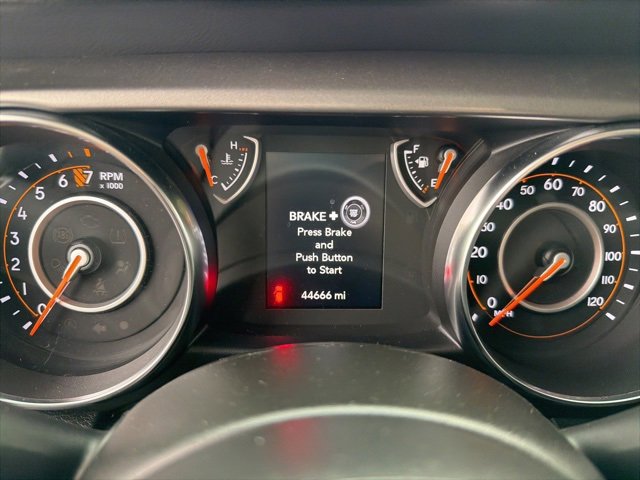 H
C
F
RPM
x 1000
0
1
2
3
4
5
6
7
BRAKE +
Press Brake
and
Push Button
to Start
44666 mi
0
10
20
30
40
50
60
70
80
90
100
110
120
MPH